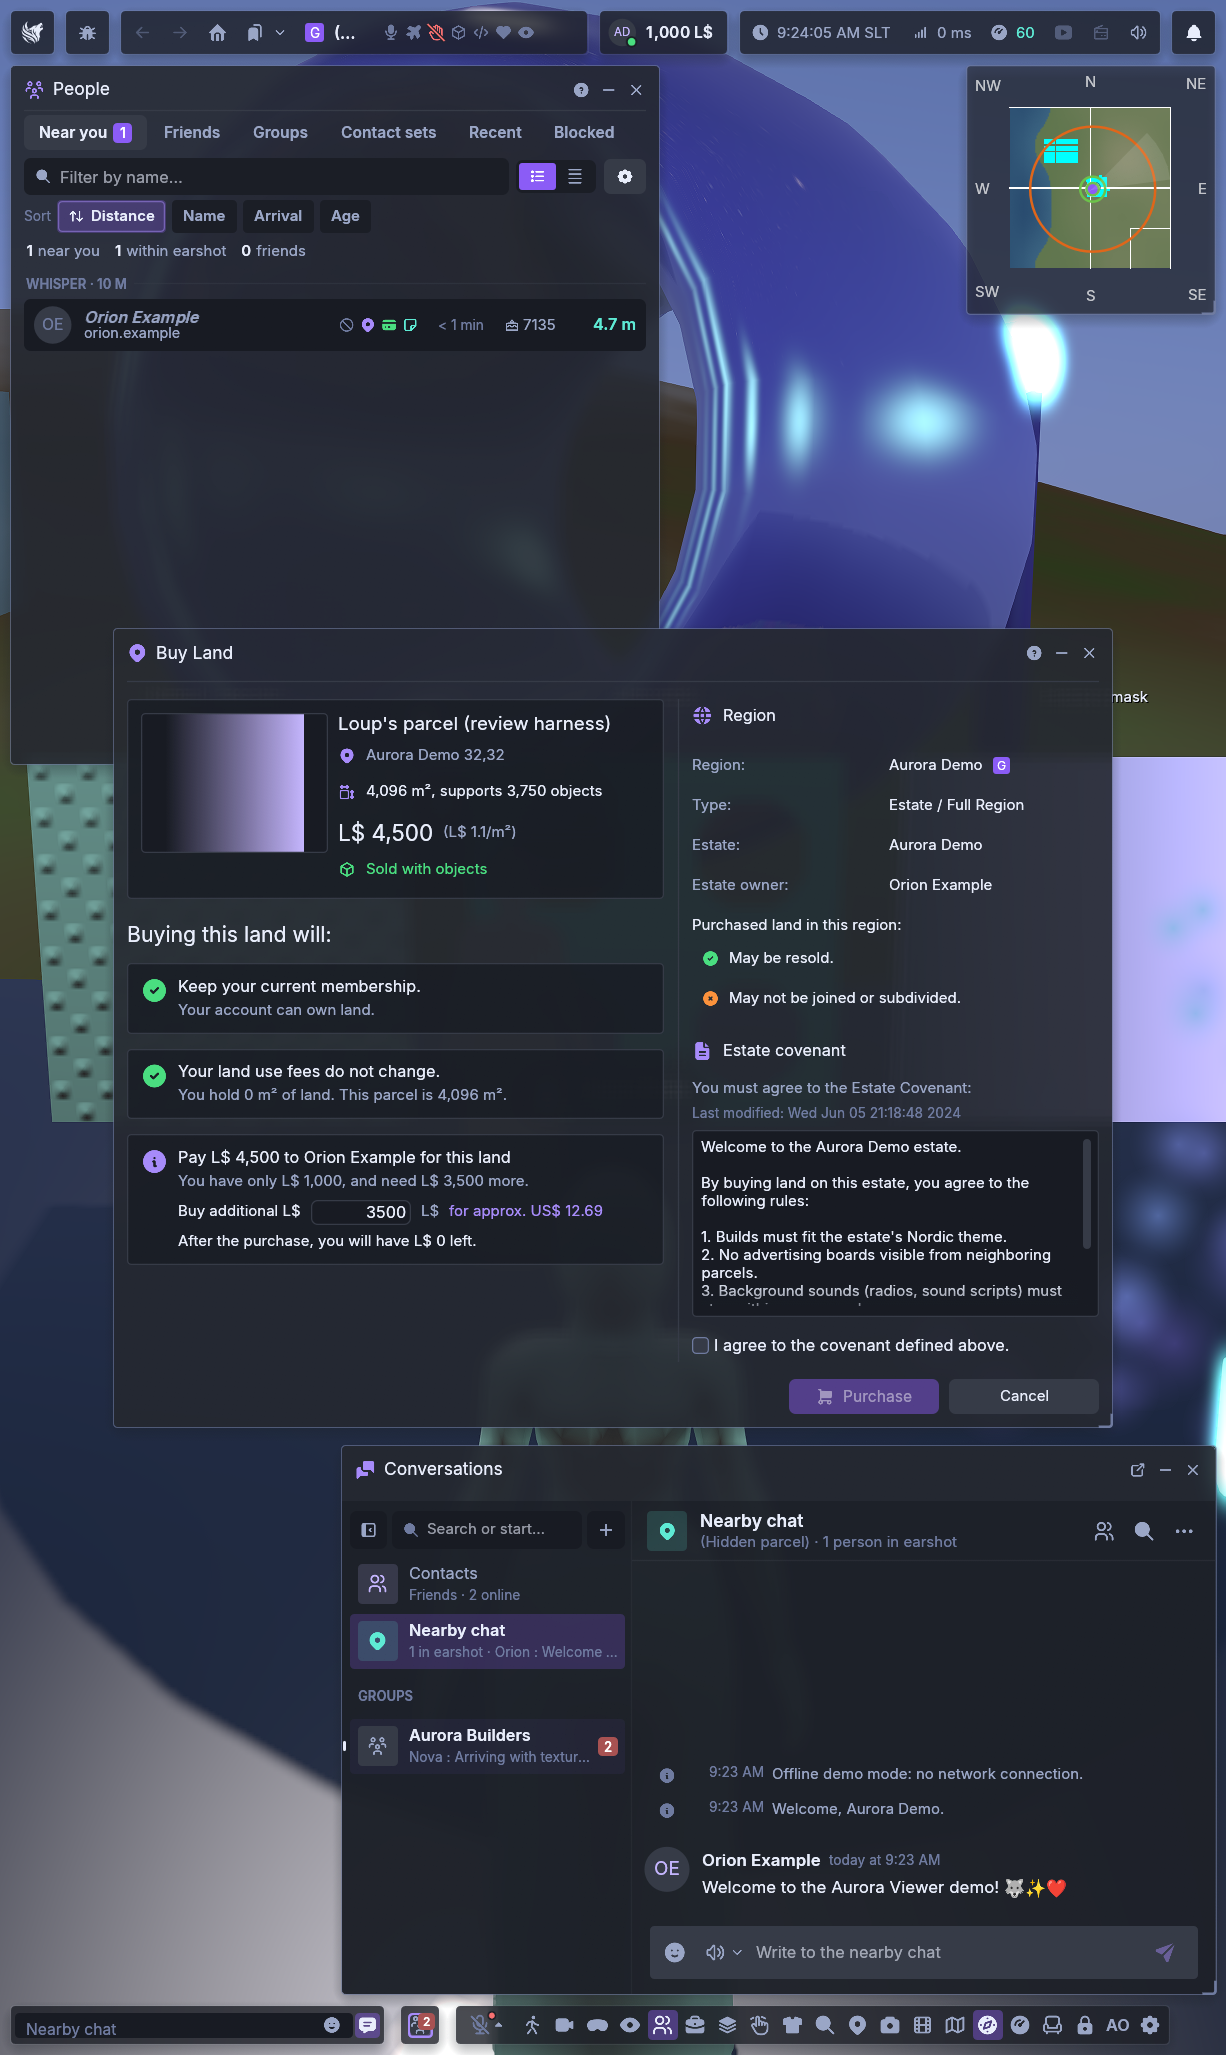 G (...
AD 1,000 L$
9:24:05 AM SLT 0 ms 60
People
Near you 1 Friends Groups Contact sets Recent Blocked
Filter by name...
Sort Distance Name Arrival Age
1 near you 1 within earshot 0 friends
WHISPER · 10 M
OE Orion Example
orion.example
< 1 min 7135 4.7 m
NW N NE
W E
SW S SE
mask
Buy Land
Loup's parcel (review harness)
Aurora Demo 32,32
4,096 m², supports 3,750 objects
L$ 4,500 (L$ 1.1/m²)
Sold with objects
Buying this land will:
Keep your current membership.
Your account can own land.
Your land use fees do not change.
You hold 0 m² of land. This parcel is 4,096 m².
Pay L$ 4,500 to Orion Example for this land
You have only L$ 1,000, and need L$ 3,500 more.
Buy additional L$ 3500 L$ for approx. US$ 12.69
After the purchase, you will have L$ 0 left.
Region
Region: Aurora Demo G
Type: Estate / Full Region
Estate: Aurora Demo
Estate owner: Orion Example
Purchased land in this region:
May be resold.
May not be joined or subdivided.
Estate covenant
You must agree to the Estate Covenant:
Last modified: Wed Jun 05 21:18:48 2024
Welcome to the Aurora Demo estate.
By buying land on this estate, you agree to the
following rules:
1. Builds must fit the estate's Nordic theme.
2. No advertising boards visible from neighboring
parcels.
3. Background sounds (radios, sound scripts) must
I agree to the covenant defined above.
Purchase Cancel
Conversations
Search or start...
Contacts
Friends · 2 online
Nearby chat
1 in earshot · Orion : Welcome ...
GROUPS
Aurora Builders
Nova : Arriving with textur... 2
Nearby chat
(Hidden parcel) · 1 person in earshot
9:23 AM Offline demo mode: no network connection.
9:23 AM Welcome, Aurora Demo.
OE Orion Example today at 9:23 AM
Welcome to the Aurora Viewer demo! 🐺✨❤️
Write to the nearby chat
Nearby chat
2
AO